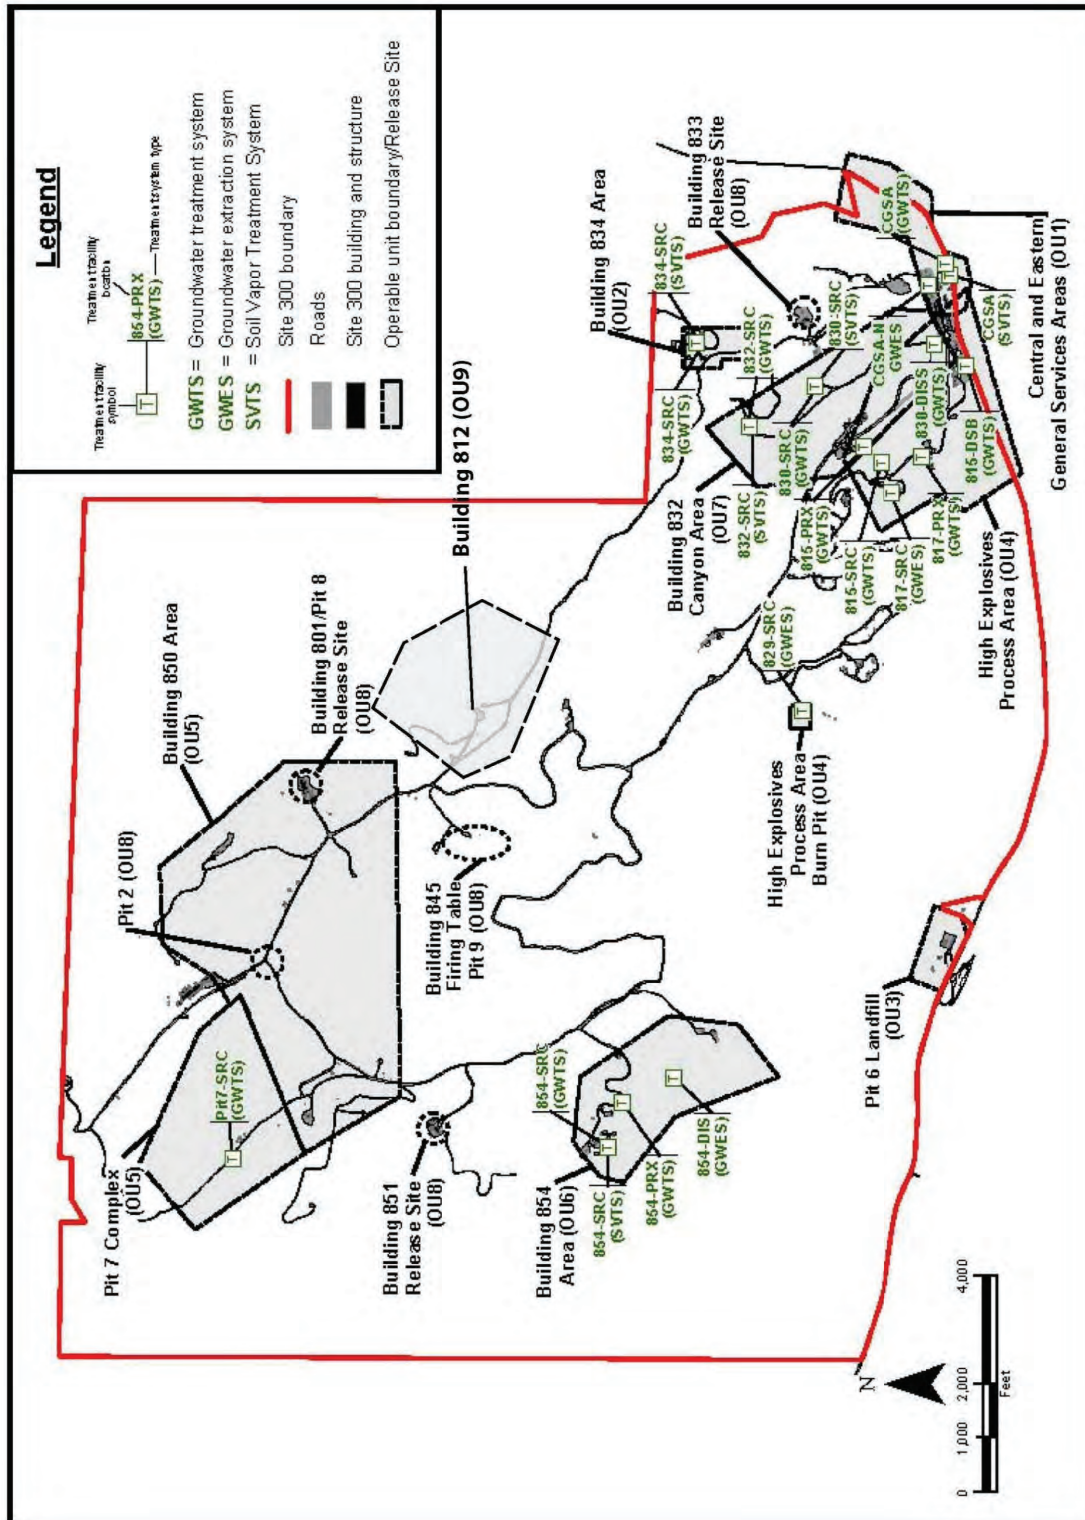 Legend
Treatment facility
symbol
Treatment facility
location
T
854-PRX
(GWTS)
Treatment system type
GWTS = Groundwater treatment system
GWES = Groundwater extraction system
SVTS = Soil Vapor Treatment System
Site 300 boundary
Roads
Site 300 building and structure
Operable unit boundary/Release Site
Pit 7 Complex
(OU5)
Pit7-SRC
(GWTS)
T
Pit 2 (OU8)
Building 850 Area
(OU5)
Building 801/Pit 8
Release Site
(OU8)
Building 812 (OU9)
Building 851
Release Site
(OU8)
Building 845
Firing Table
Pit 9 (OU8)
Building 854
Area (OU6)
854-SRC
(SVTS)
854-SRC
(GWTS)
T
T
T
854-PRX
(GWTS)
854-DIS
(GWES)
Building 834 Area
(OU2)
834-SRC
(SVTS)
834-SRC
(GWTS)
T
Building 833
Release Site
(OU8)
Building 832
Canyon Area
(OU7)
832-SRC
(SVTS)
832-SRC
(GWTS)
T
830-SRC
(GWTS)
830-SRC
(SVTS)
T
815-PRX
(GWTS)
T
815-SRC
(GWTS)
T
817-SRC
(GWES)
T
817-PRX
(GWTS)
T
829-SRC
(GWES)
T
High Explosives
Process Area
Burn Pit (OU4)
High Explosives
Process Area (OU4)
CGSA-N
GWES
T
830-DISS
(GWTS)
T
815-DSB
(GWTS)
T
CGSA
(GWTS)
T
CGSA
(SVTS)
T
Central and Eastern
General Services Areas (OU1)
Pit 6 Landfill
(OU3)
N
0
1,000
2,000
4,000
Feet